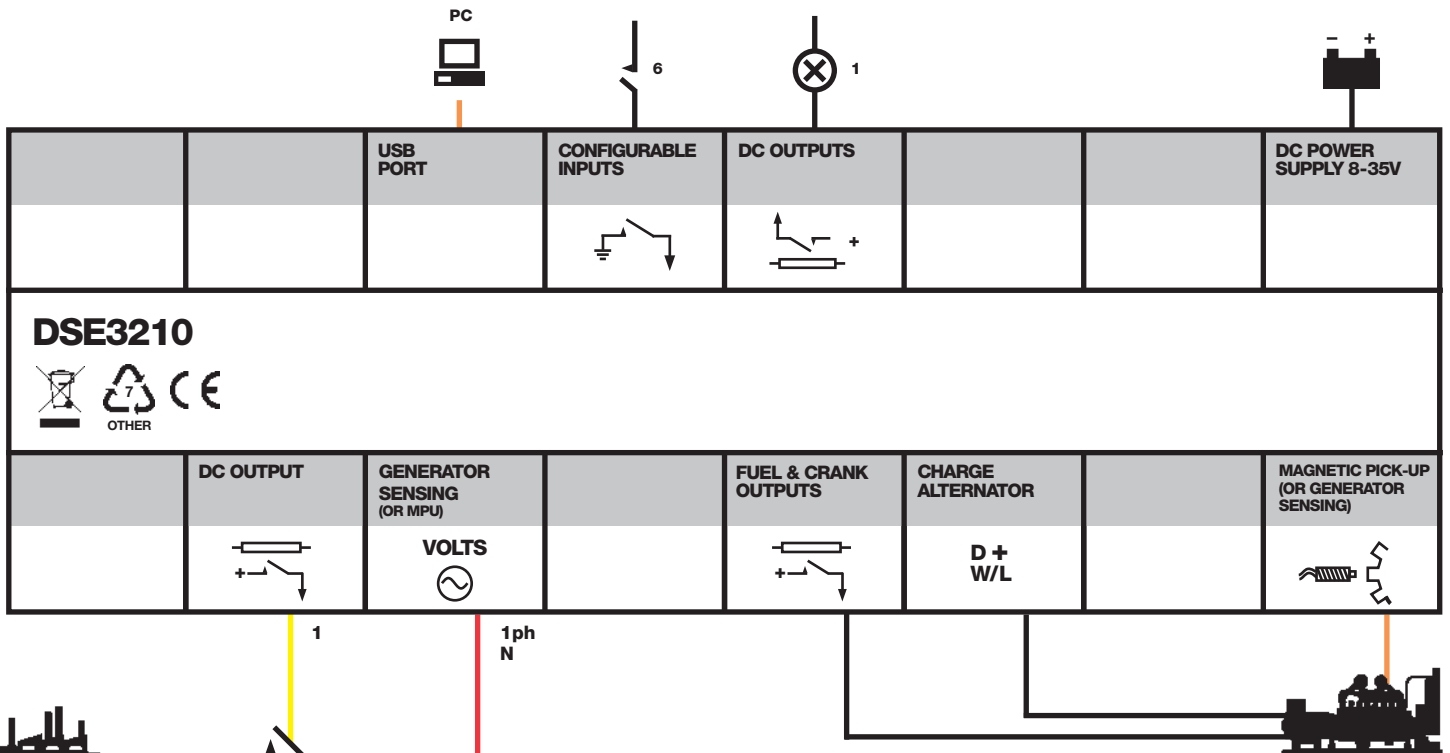 PC
6
1
– +
USB
PORT
CONFIGURABLE
INPUTS
DC OUTPUTS
DC POWER
SUPPLY 8-35V
+
DSE3210
7
OTHER
CE
DC OUTPUT
GENERATOR
SENSING
(OR MPU)
FUEL & CRANK
OUTPUTS
CHARGE
ALTERNATOR
MAGNETIC PICK-UP
(OR GENERATOR
SENSING)
+
VOLTS
+
D +
W/L
1
1ph
N